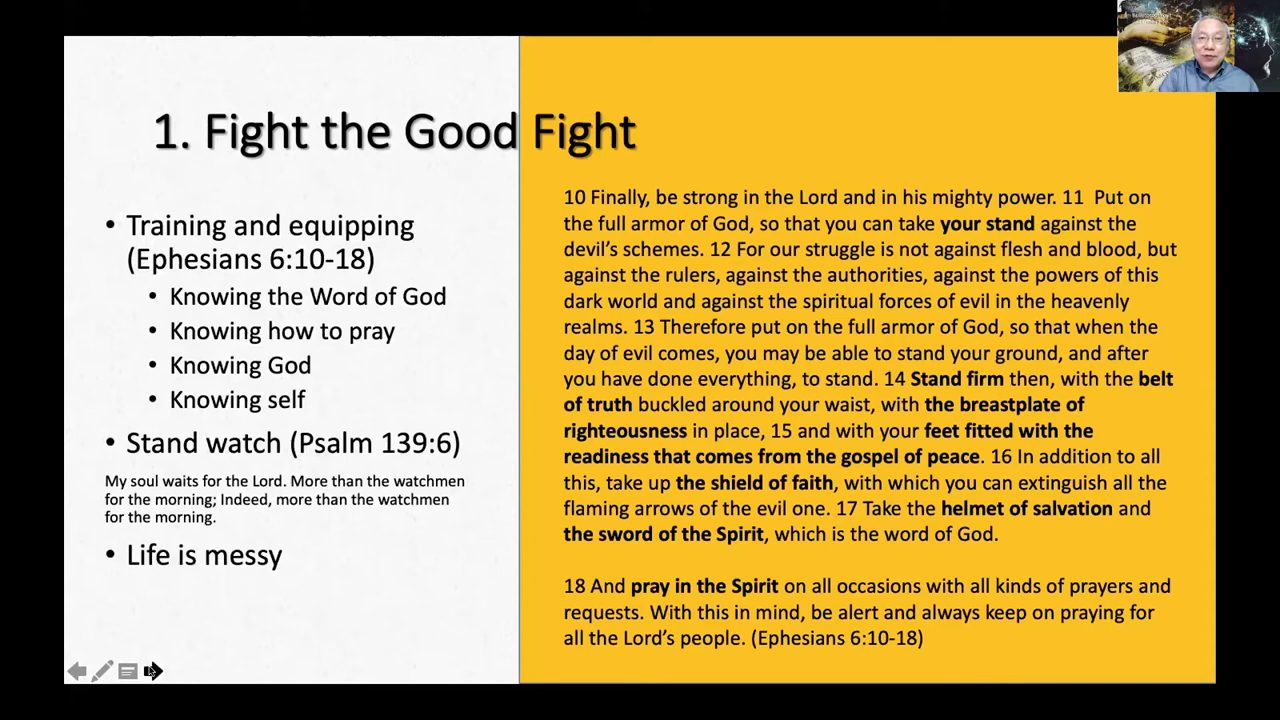 1. Fight the Good Fight
• Training and equipping
(Ephesians 6:10-18)
• Knowing the Word of God
• Knowing how to pray
• Knowing God
• Knowing self
• Stand watch (Psalm 139:6)
My soul waits for the Lord. More than the watchmen
for the morning; Indeed, more than the watchmen
for the morning.
• Life is messy
10 Finally, be strong in the Lord and in his mighty power. 11 Put on
the full armor of God, so that you can take your stand against the
devil’s schemes. 12 For our struggle is not against flesh and blood, but
against the rulers, against the authorities, against the powers of this
dark world and against the spiritual forces of evil in the heavenly
realms. 13 Therefore put on the full armor of God, so that when the
day of evil comes, you may be able to stand your ground, and after
you have done everything, to stand. 14 Stand firm then, with the belt
of truth buckled around your waist, with the breastplate of
righteousness in place, 15 and with your feet fitted with the
readiness that comes from the gospel of peace. 16 In addition to all
this, take up the shield of faith, with which you can extinguish all the
flaming arrows of the evil one. 17 Take the helmet of salvation and
the sword of the Spirit, which is the word of God.
18 And pray in the Spirit on all occasions with all kinds of prayers and
requests. With this in mind, be alert and always keep on praying for
all the Lord’s people. (Ephesians 6:10-18)